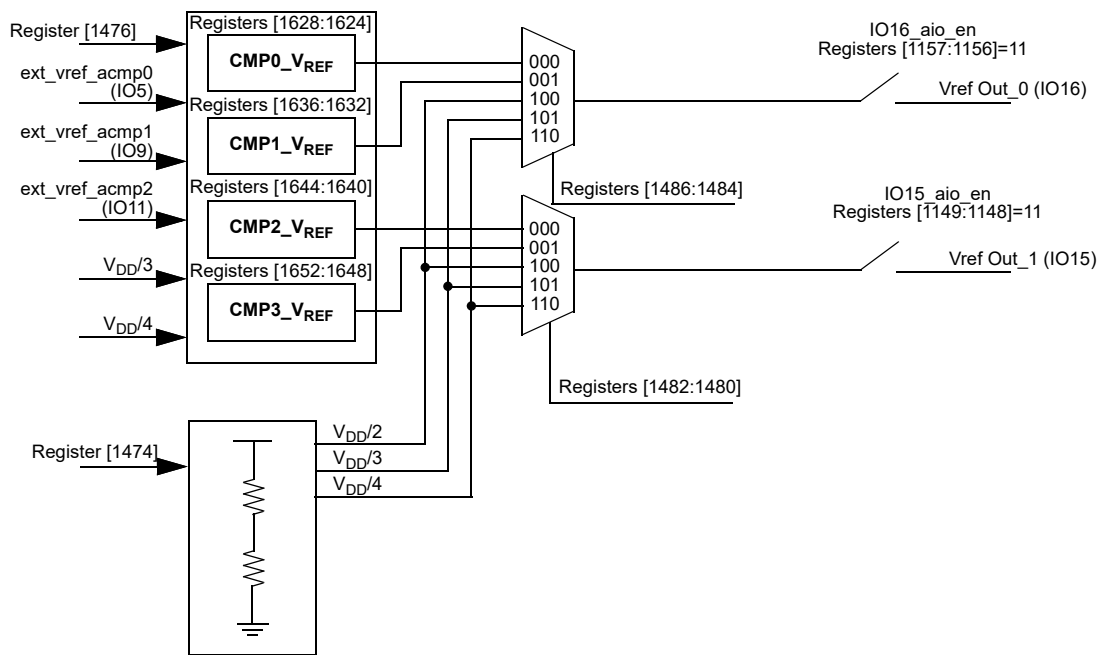 Register [1476]
ext_vref_acmp0
(IO5)
ext_vref_acmp1
(IO9)
ext_vref_acmp2
(IO11)
VDD/3
VDD/4
Registers [1628:1624]
CMP0_VREF
Registers [1636:1632]
CMP1_VREF
Registers [1644:1640]
CMP2_VREF
Registers [1652:1648]
CMP3_VREF
000
001
100
101
110
Registers [1486:1484]
IO16_aio_en
Registers [1157:1156]=11
Vref Out_0 (IO16)
000
001
100
101
110
Registers [1482:1480]
IO15_aio_en
Registers [1149:1148]=11
Vref Out_1 (IO15)
Register [1474]
VDD/2
VDD/3
VDD/4